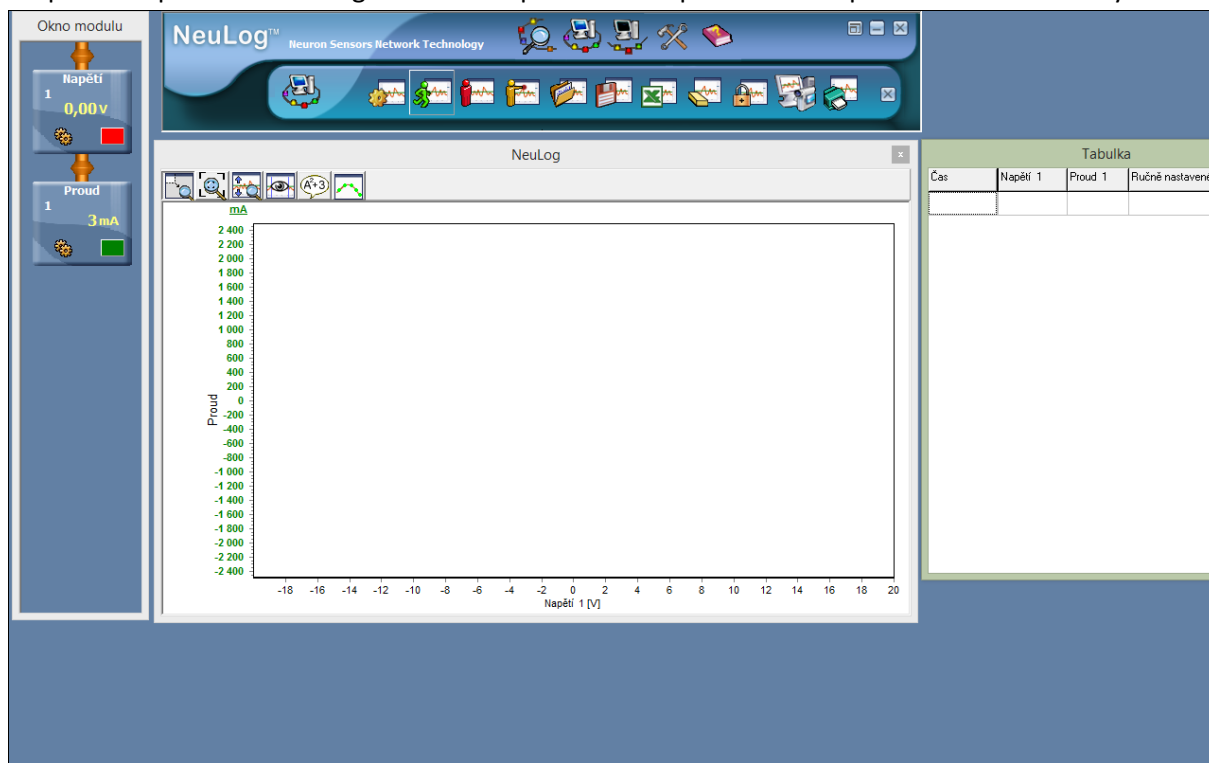 Okno modulu
Napětí
1
0,00 V
Proud
1
3 mA
NeuLog™ Neuron Sensors Network Technology
NeuLog
x
A²+3
mA
2 400
2 200
2 000
1 800
1 600
1 400
1 200
1 000
800
600
400
200
0
-200
-400
-600
-800
-1 000
-1 200
-1 400
-1 600
-1 800
-2 000
-2 200
-2 400
Proud
-18 -16 -14 -12 -10 -8 -6 -4 -2 0 2 4 6 8 10 12 14 16 18 20
Napětí 1 [V]
Tabulka
Čas Napětí 1 Proud 1 Ručně nastavené